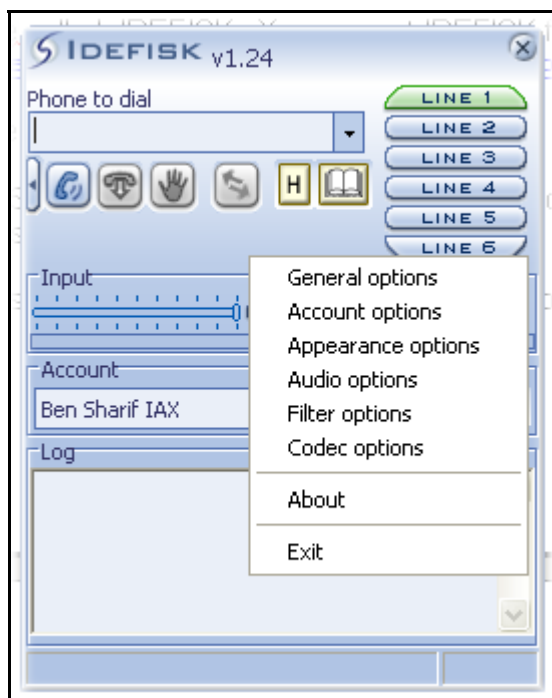 IDEFISK v1.24
Phone to dial
LINE 1
LINE 2
LINE 3
LINE 4
LINE 5
LINE 6
H
Input
General options
Account options
Appearance options
Audio options
Filter options
Codec options
About
Exit
Account
Ben Sharif IAX
Log